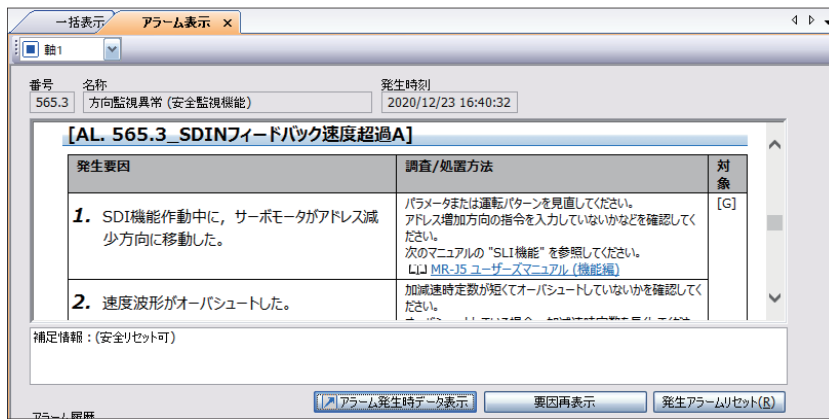 一括表示
アラーム表示 ×
軸1
番号 名称 発生時刻
565.3 方向監視異常 (安全監視機能) 2020/12/23 16:40:32
[AL. 565.3_SDINフィードバック速度超過A]
発生要因
調査/処置方法
対象
1. SDI機能作動中に，サーボモータがアドレス減
少方向に移動した。
パラメータまたは運転パターンを見直してください。
アドレス増加方向の指令を入力していないかなどを確認してく
ださい。
次のマニュアルの "SLI機能" を参照してください。
MR-J5 ユーザーズマニュアル (機能編)
[G]
2. 速度波形がオーバシュートした。
加減速時定数が短くてオーバシュートしていないかを確認してく
ださい。
補足情報：(安全リセット可)
アラーム発生時データ表示 要因再表示 発生アラームリセット(R)
アラーム履歴